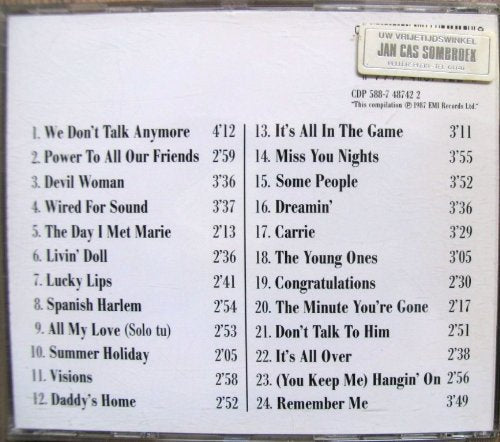 UW VRIJETIJDSWINKEL
JAN CAS SOMBROEK
CDP 588-7 48742 2
"This compilation ℗ 1987 EMI Records Ltd."
1. We Don't Talk Anymore 4'12
2. Power To All Our Friends 2'59
3. Devil Woman 3'36
4. Wired For Sound 3'37
5. The Day I Met Marie 2'13
6. Livin' Doll 2'36
7. Lucky Lips 2'41
8. Spanish Harlem 2'54
9. All My Love (Solo tu) 2'53
10. Summer Holiday 2'05
11. Visions 2'58
12. Daddy's Home 2'52
13. It's All In The Game 3'11
14. Miss You Nights 3'55
15. Some People 3'52
16. Dreamin' 3'36
17. Carrie 3'29
18. The Young Ones 3'05
19. Congratulations 2'30
20. The Minute You're Gone 2'17
21. Don't Talk To Him 2'51
22. It's All Over 2'38
23. (You Keep Me) Hangin' On 2'56
24. Remember Me 3'49